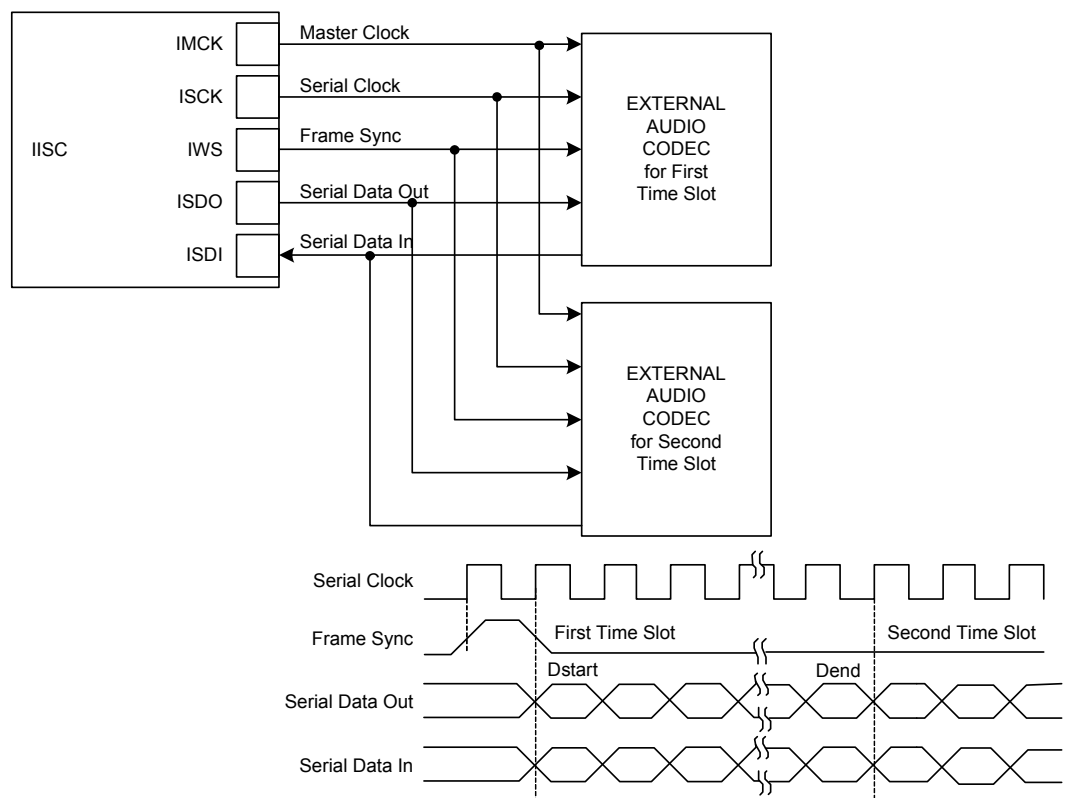 IMCK
Master Clock
ISCK
Serial Clock
IISC
IWS
Frame Sync
ISDO
Serial Data Out
ISDI
Serial Data In
EXTERNAL
AUDIO
CODEC
for First
Time Slot
EXTERNAL
AUDIO
CODEC
for Second
Time Slot
Serial Clock
Frame Sync
First Time Slot
Second Time Slot
Dstart
Dend
Serial Data Out
Serial Data In